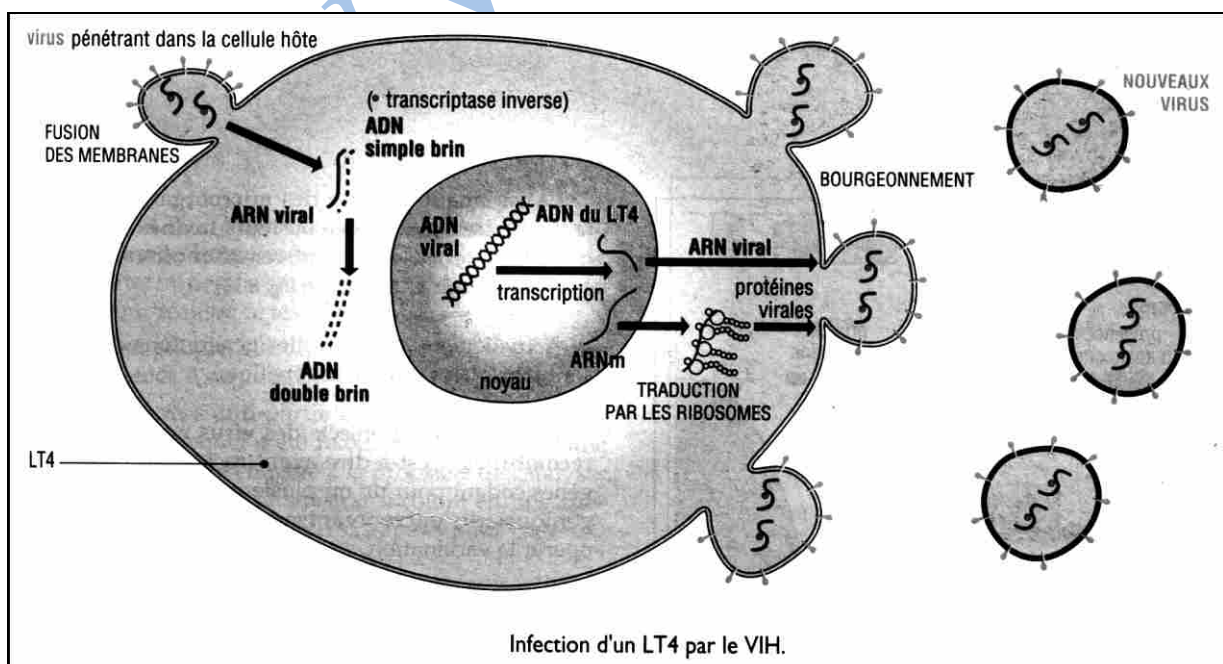 virus pénétrant dans la cellule hôte
FUSION
DES MEMBRANES
(• transcriptase inverse)
ADN
simple brin
ARN viral
ADN
double brin
LT4
ADN
viral
ADN du LT4
transcription
ARNm
noyau
ARN viral
protéines
virales
TRADUCTION
PAR LES RIBOSOMES
BOURGEONNEMENT
NOUVEAUX
VIRUS
Infection d'un LT4 par le VIH.